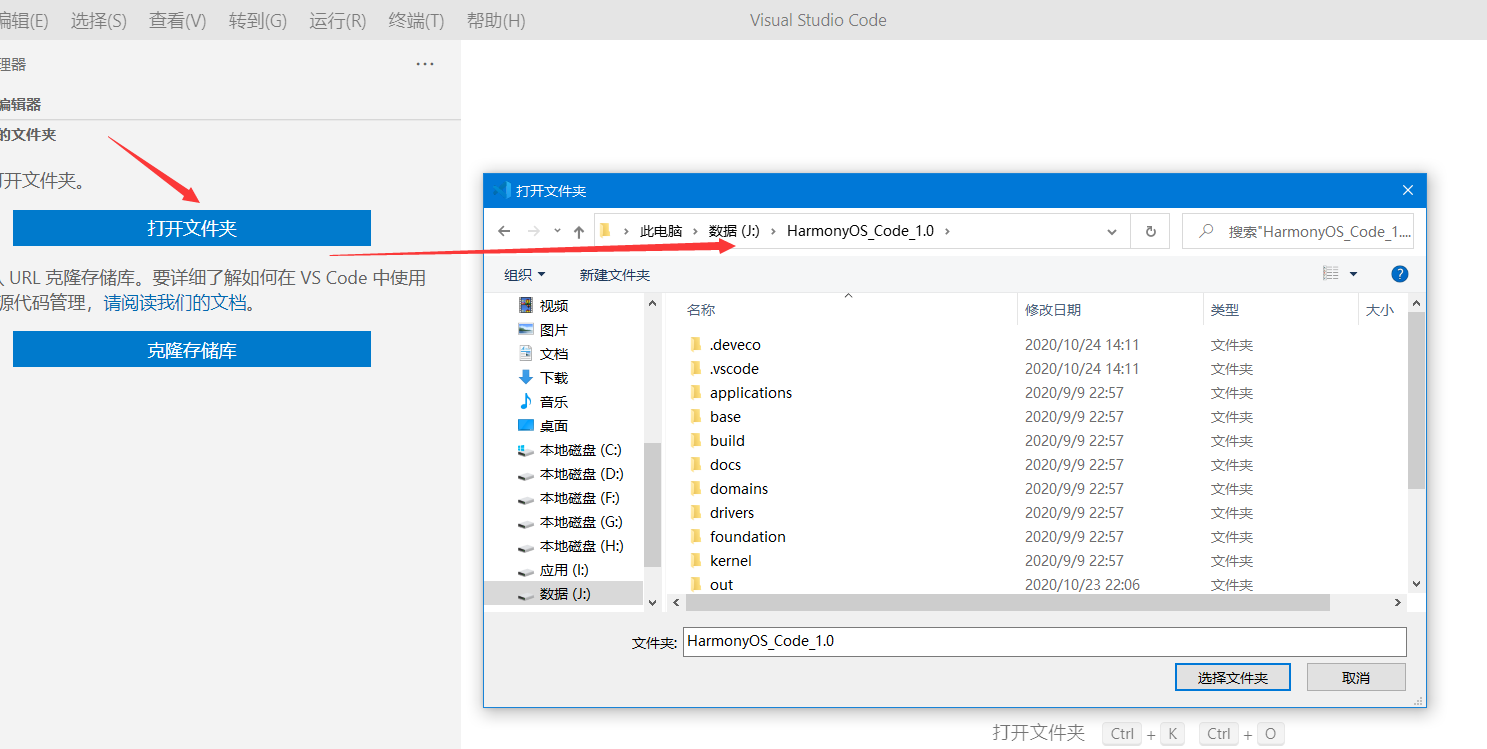 编辑(E) 选择(S) 查看(V) 转到(G) 运行(R) 终端(T) 帮助(H) Visual Studio Code
理器 ···
编辑器
的文件夹
打开文件夹。
打开文件夹
URL 克隆存储库。要详细了解如何在 VS Code 中使用
源代码管理，请阅读我们的文档。
克隆存储库
打开文件夹
此电脑 › 数据 (J:) › HarmonyOS_Code_1.0 ›
搜索"HarmonyOS_Code_1....
组织 新建文件夹 ?
视频
图片
文档
下载
音乐
桌面
本地磁盘 (C:)
本地磁盘 (D:)
本地磁盘 (F:)
本地磁盘 (G:)
本地磁盘 (H:)
应用 (I:)
数据 (J:)
名称 修改日期 类型 大小
.deveco 2020/10/24 14:11 文件夹
.vscode 2020/10/24 14:11 文件夹
applications 2020/9/9 22:57 文件夹
base 2020/9/9 22:57 文件夹
build 2020/9/9 22:57 文件夹
docs 2020/9/9 22:57 文件夹
domains 2020/9/9 22:57 文件夹
drivers 2020/9/9 22:57 文件夹
foundation 2020/9/9 22:57 文件夹
kernel 2020/9/9 22:57 文件夹
out 2020/10/23 22:06 文件夹
文件夹: HarmonyOS_Code_1.0
选择文件夹 取消
打开文件夹 Ctrl + K Ctrl + O